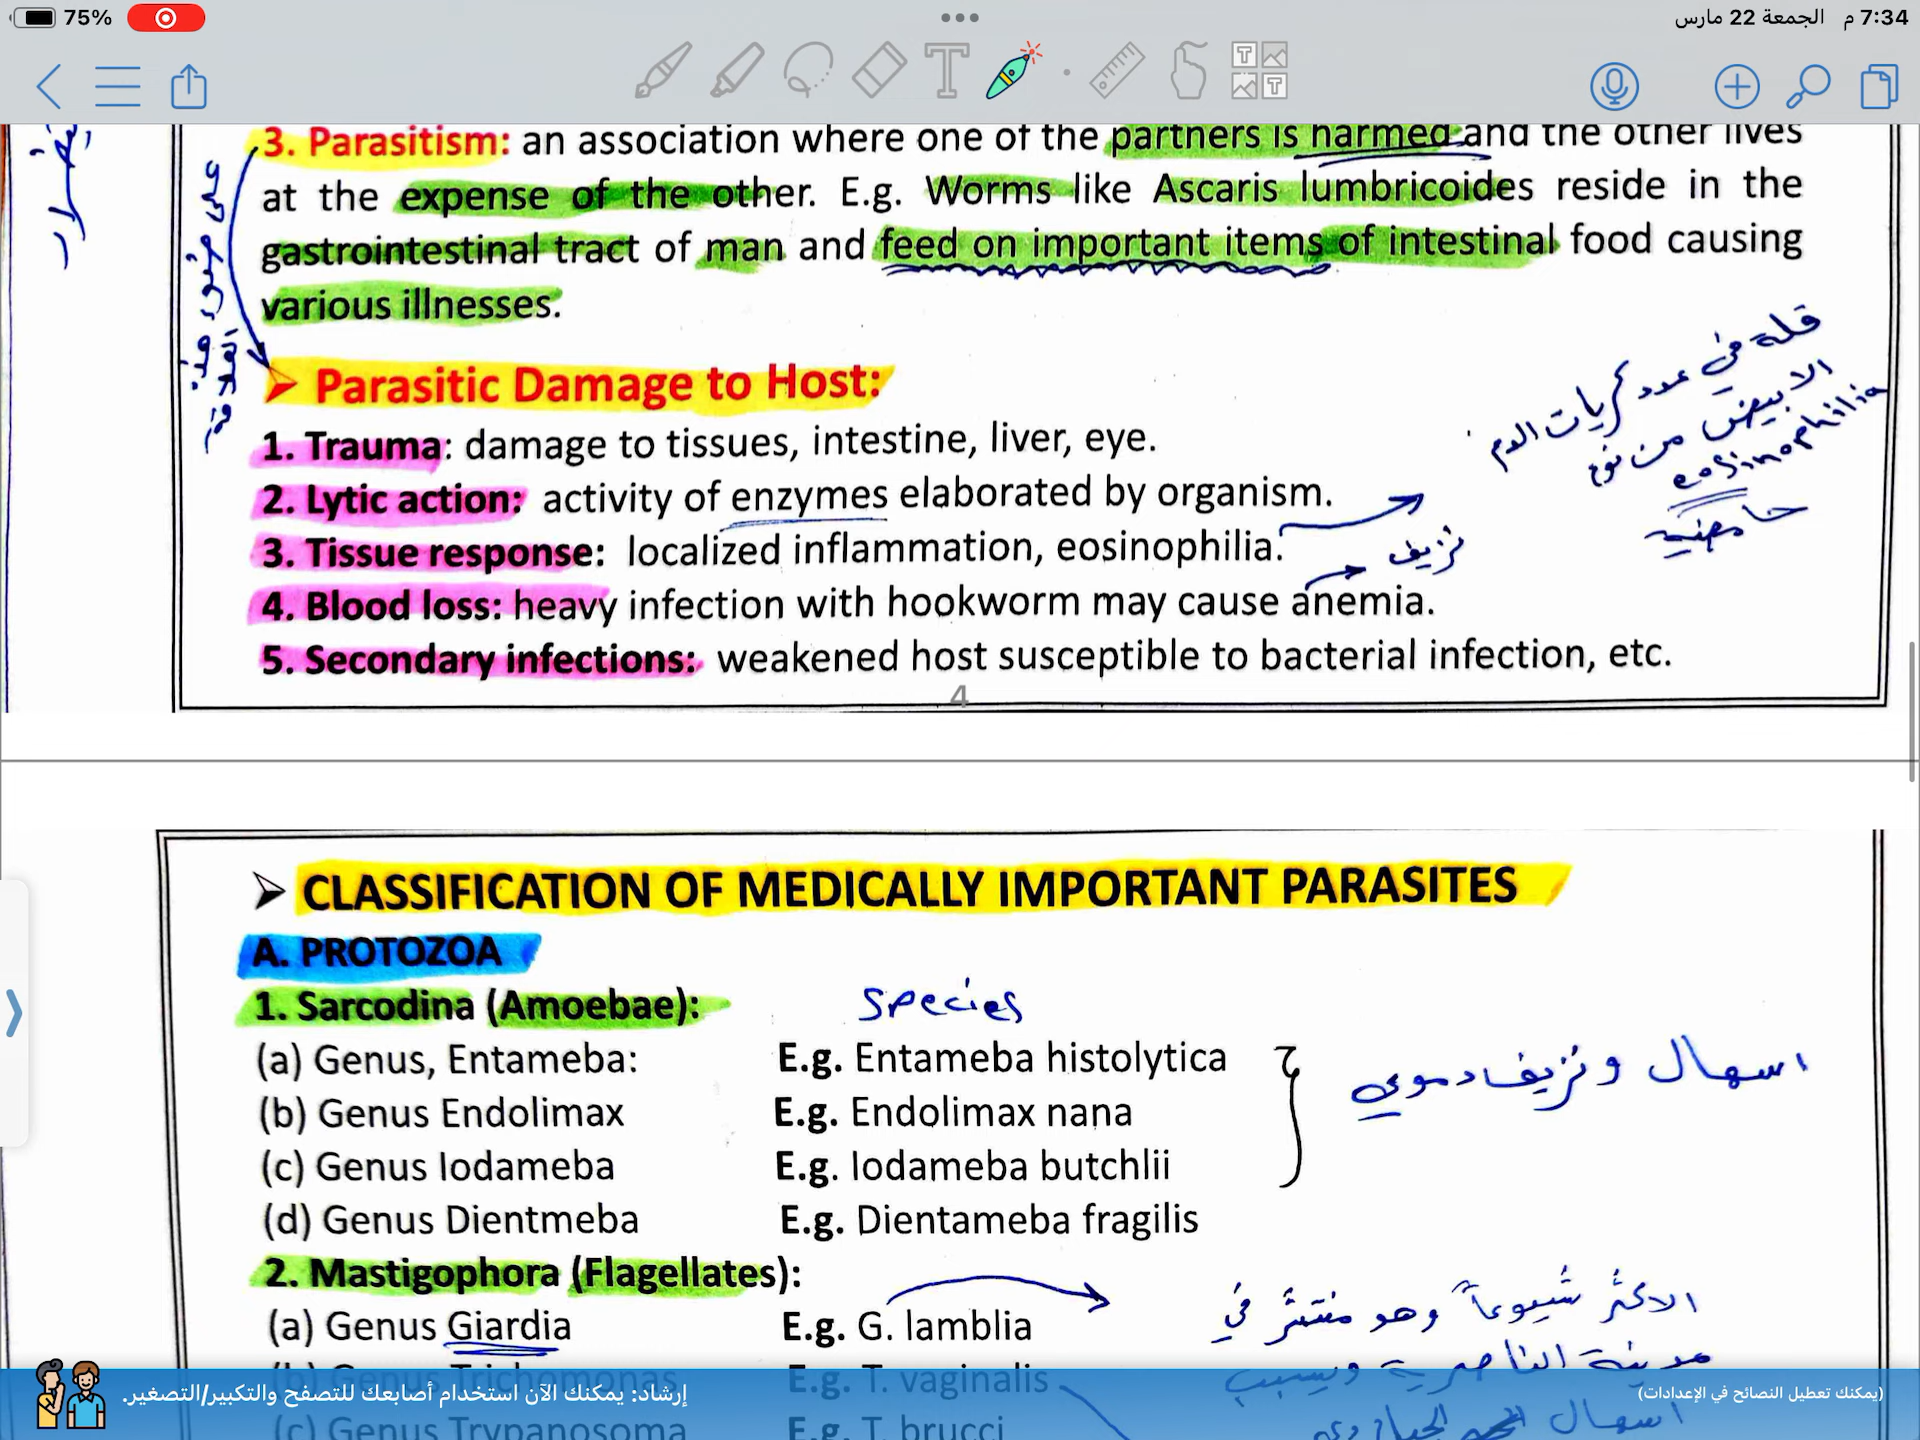 75%
7:34 م الجمعة 22 مارس
3. Parasitism: an association where one of the partners is harmed and the other lives
at the expense of the other. E.g. Worms like Ascaris lumbricoides reside in the
gastrointestinal tract of man and feed on important items of intestinal food causing
various illnesses.
Parasitic Damage to Host:
1. Trauma: damage to tissues, intestine, liver, eye.
2. Lytic action: activity of enzymes elaborated by organism.
3. Tissue response: localized inflammation, eosinophilia.
4. Blood loss: heavy infection with hookworm may cause anemia.
5. Secondary infections: weakened host susceptible to bacterial infection, etc.
قلة في عدد كريات الدم
الابيض من نوع
eosinophilia
حامضية
نزيف
4
CLASSIFICATION OF MEDICALLY IMPORTANT PARASITES
A. PROTOZOA
1. Sarcodina (Amoebae):
species
(a) Genus, Entameba: E.g. Entameba histolytica
(b) Genus Endolimax E.g. Endolimax nana
(c) Genus Iodameba E.g. Iodameba butchlii
(d) Genus Dientmeba E.g. Dientameba fragilis
اسهال ونزيف دموي
2. Mastigophora (Flagellates):
(a) Genus Giardia E.g. G. lamblia
الاكثر شيوعاً وهو منتشر في
مدينة الناصرية ويسبب
اسهال
(b) Genus Trichomonas E.g. T. vaginalis
(c) Genus Trypanosoma E.g. T. brucci
إرشاد: يمكنك الآن استخدام أصابعك للتصفح والتكبير/التصغير.
(يمكنك تعطيل النصائح في الإعدادات)